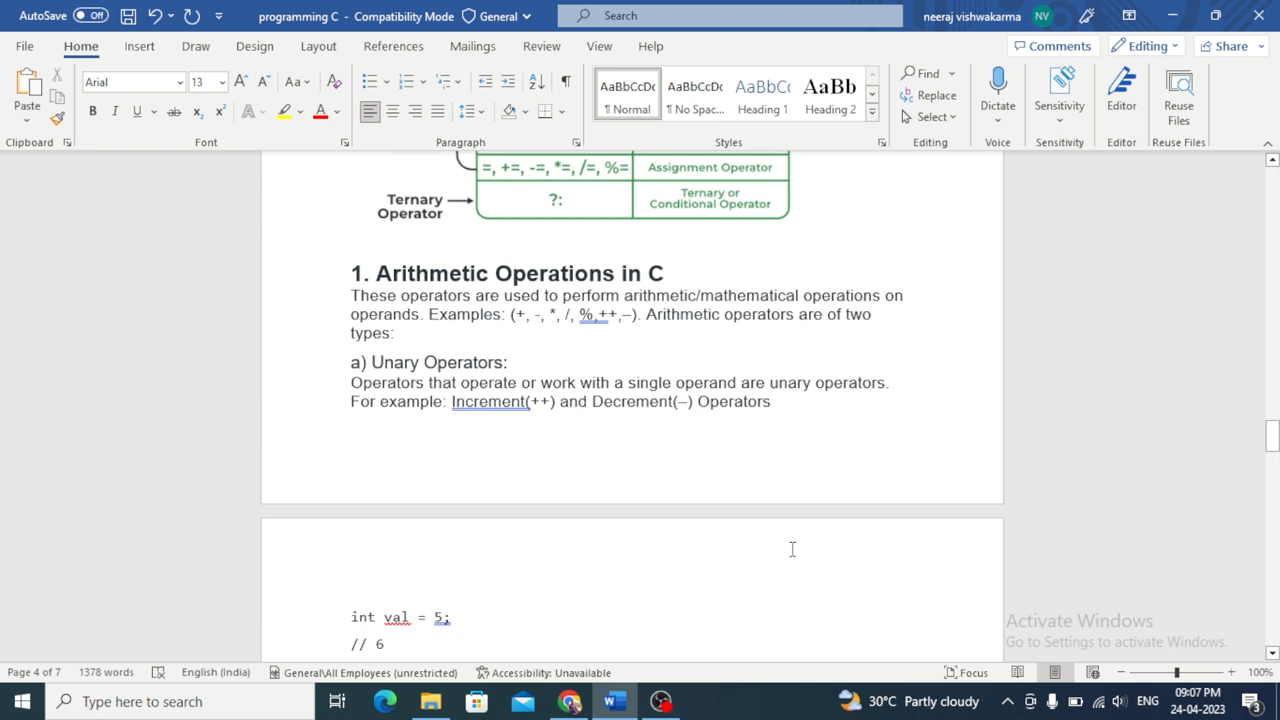 AutoSave Off programming C - Compatibility Mode General Search neeraj vishwakarma NV
File Home Insert Draw Design Layout References Mailings Review View Help Comments Editing Share
Paste Arial 13 Aa AaBbCcDc AaBbCcDc AaBbCc AaBb Find Dictate Sensitivity Editor Reuse Files
¶ Normal ¶ No Spac... Heading 1 Heading 2 Replace
Select
Clipboard Font Paragraph Styles Editing Voice Sensitivity Editor Reuse Files
=, +=, -=, *=, /=, %= Assignment Operator
Ternary Operator ?: Ternary or Conditional Operator
1. Arithmetic Operations in C
These operators are used to perform arithmetic/mathematical operations on
operands. Examples: (+, -, *, /, %,++,–). Arithmetic operators are of two
types:
a) Unary Operators:
Operators that operate or work with a single operand are unary operators.
For example: Increment(++) and Decrement(–) Operators
int val = 5;
// 6
Activate Windows
Go to Settings to activate Windows.
Page 4 of 7 1378 words English (India) General\All Employees (unrestricted) Accessibility: Unavailable Focus 100%
Type here to search 30°C Partly cloudy ENG 09:07 PM
24-04-2023 3